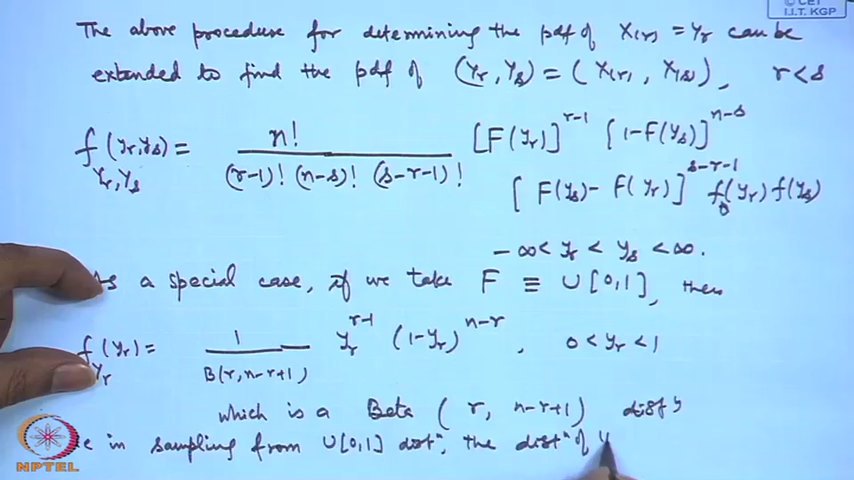 © CET
I.I.T. KGP
The above procedure for determining the pdf of X(r) = Yr can be
extended to find the pdf of (Yr, Ys) = (X(r), X(s)), r < s
f Yr,Ys (yr, ys) = n! / (r-1)! (n-s)! (s-r-1)! [F(yr)]^{r-1} [1-F(ys)]^{n-s}
[F(ys) - F(yr)]^{s-r-1} f(yr) f(ys)
-∞ < yr < ys < ∞.
As a special case, if we take F ≡ U[0,1], then
f Yr (yr) = 1 / B(r, n-r+1) yr^{r-1} (1-yr)^{n-r}, 0 < yr < 1
which is a Beta (r, n-r+1) distⁿ
in sampling from U[0,1] distⁿ, the distⁿ of
NPTEL